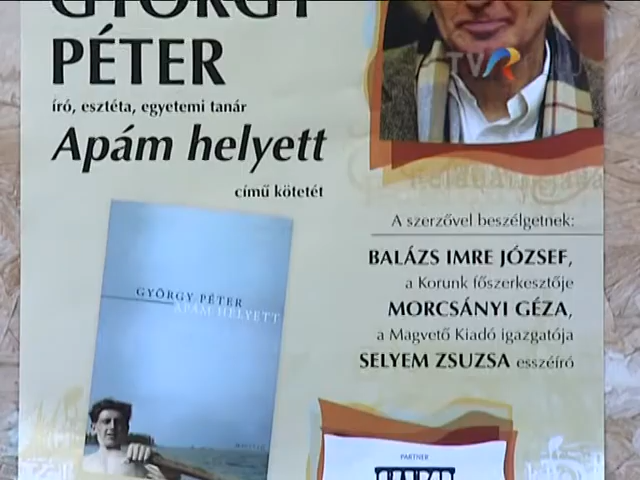 GYÖRGY
PÉTER
író, esztéta, egyetemi tanár
Apám helyett
című kötetét
TVR
A szerzővel beszélgetnek:
BALÁZS IMRE JÓZSEF,
a Korunk főszerkesztője
MORCSÁNYI GÉZA,
a Magvető Kiadó igazgatója
SELYEM ZSUZSA esszéíró
GYÖRGY PÉTER
APÁM HELYETT
PARTNER